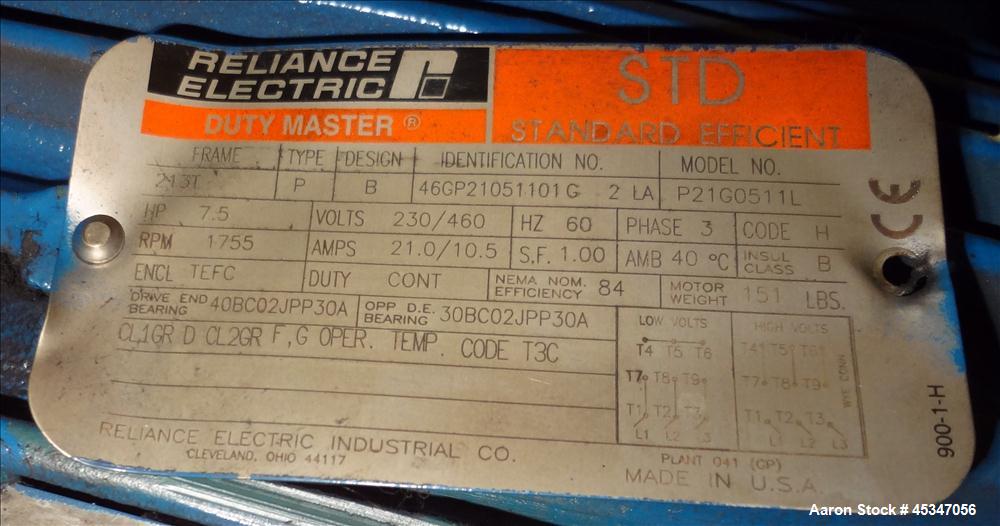 RELIANCE
ELECTRIC
DUTY MASTER ®
STD
STANDARD EFFICIENT
FRAME TYPE DESIGN IDENTIFICATION NO. MODEL NO.
213T P B 46GP21051101G 2 LA P21G0511L
HP 7.5 VOLTS 230/460 HZ 60 PHASE 3 CODE H
RPM 1755 AMPS 21.0/10.5 S.F. 1.00 AMB 40 °C INSUL CLASS B
ENCL TEFC DUTY CONT NEMA NOM. EFFICIENCY 84 MOTOR WEIGHT 151 LBS.
DRIVE END BEARING 40BC02JPP30A OPP D.E. BEARING 30BC02JPP30A
CL1GR D CL2GR F,G OPER. TEMP. CODE T3C
LOW VOLTS HIGH VOLTS
T4 T5 T6 T4 T5 T6
T7 T8 T9 T7 T8 T9
T1 T2 T3 T1 T2 T3
L1 L2 L3 L1 L2 L3
WYE CONN
CE
900-1-H
RELIANCE ELECTRIC INDUSTRIAL CO.
CLEVELAND, OHIO 44117
PLANT 041 (CP)
MADE IN U.S.A
Aaron Stock # 45347056